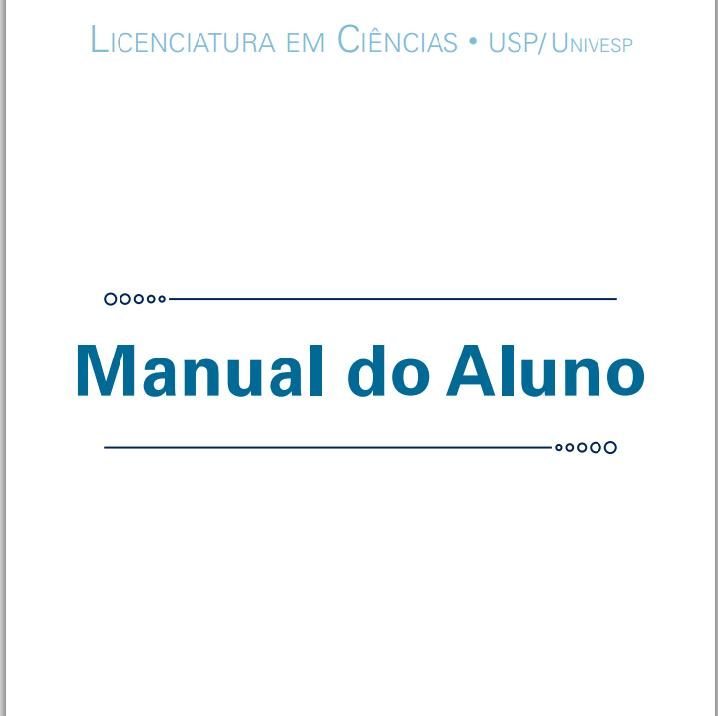 Licenciatura em Ciências • USP/Univesp
Manual do Aluno